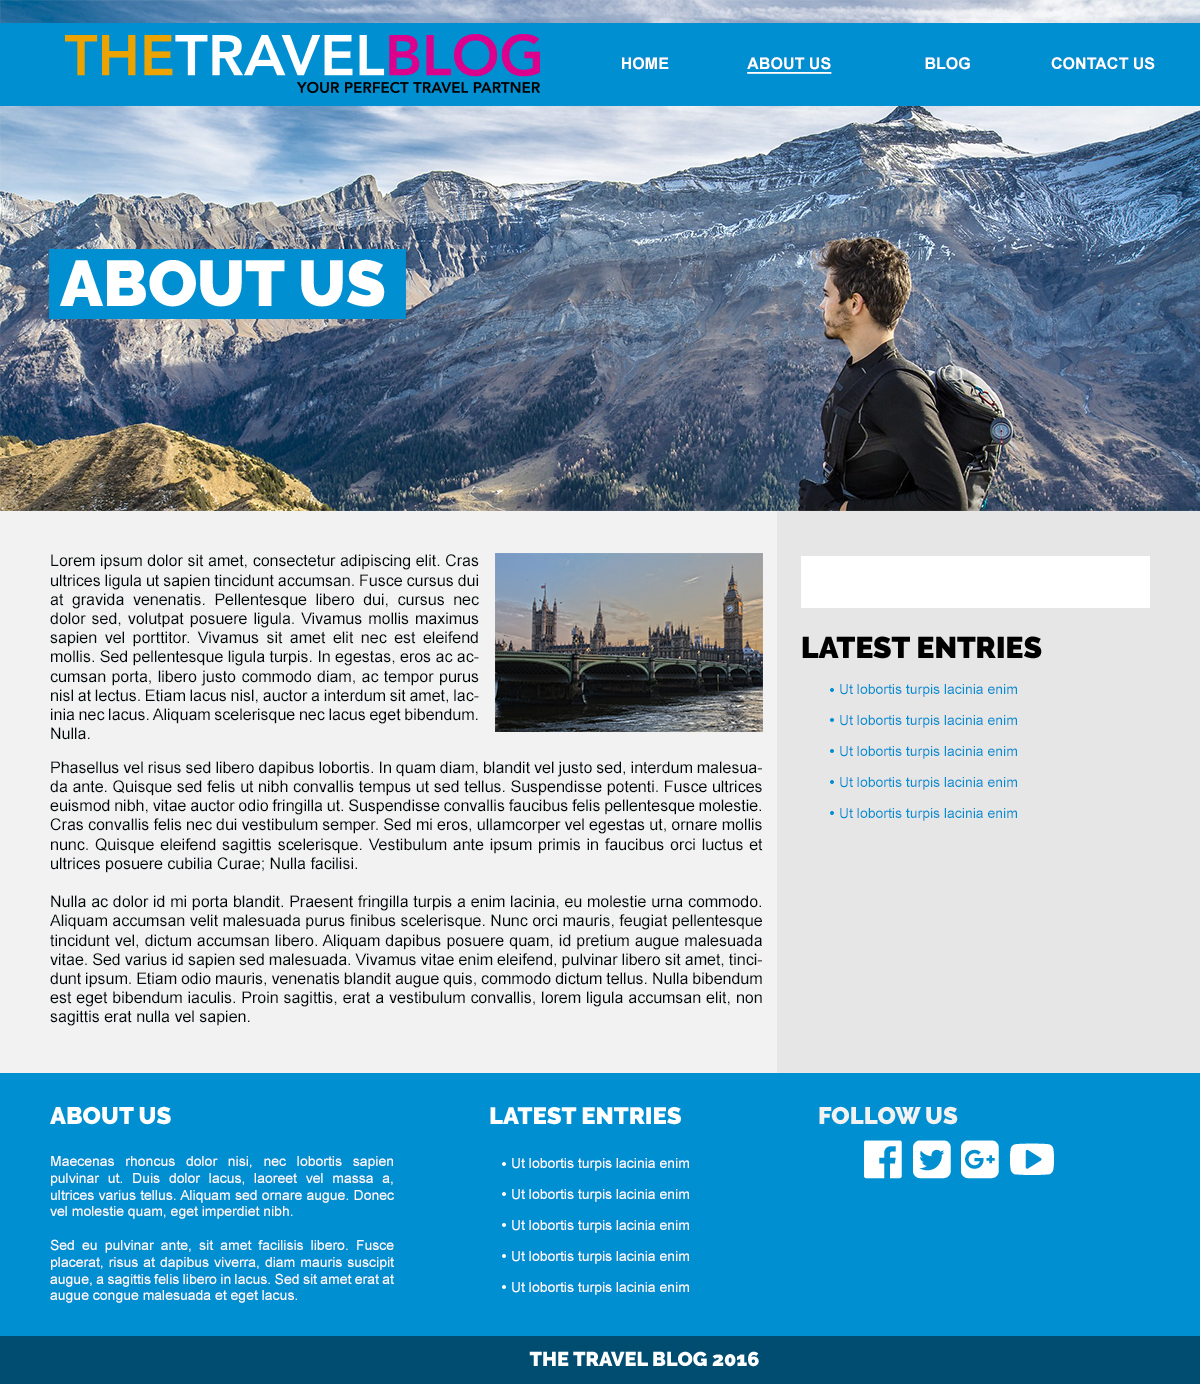 THETRAVELBLOG
YOUR PERFECT TRAVEL PARTNER
HOME ABOUT US BLOG CONTACT US
ABOUT US
Lorem ipsum dolor sit amet, consectetur adipiscing elit. Cras
ultrices ligula ut sapien tincidunt accumsan. Fusce cursus dui
at gravida venenatis. Pellentesque libero dui, cursus nec
dolor sed, volutpat posuere ligula. Vivamus mollis maximus
sapien vel porttitor. Vivamus sit amet elit nec est eleifend
mollis. Sed pellentesque ligula turpis. In egestas, eros ac ac-
cumsan porta, libero justo commodo diam, ac tempor purus
nisl at lectus. Etiam lacus nisl, auctor a interdum sit amet, lac-
inia nec lacus. Aliquam scelerisque nec lacus eget bibendum.
Nulla.
Phasellus vel risus sed libero dapibus lobortis. In quam diam, blandit vel justo sed, interdum malesua-
da ante. Quisque sed felis ut nibh convallis tempus ut sed tellus. Suspendisse potenti. Fusce ultrices
euismod nibh, vitae auctor odio fringilla ut. Suspendisse convallis faucibus felis pellentesque molestie.
Cras convallis felis nec dui vestibulum semper. Sed mi eros, ullamcorper vel egestas ut, ornare mollis
nunc. Quisque eleifend sagittis scelerisque. Vestibulum ante ipsum primis in faucibus orci luctus et
ultrices posuere cubilia Curae; Nulla facilisi.
Nulla ac dolor id mi porta blandit. Praesent fringilla turpis a enim lacinia, eu molestie urna commodo.
Aliquam accumsan velit malesuada purus finibus scelerisque. Nunc orci mauris, feugiat pellentesque
tincidunt vel, dictum accumsan libero. Aliquam dapibus posuere quam, id pretium augue malesuada
vitae. Sed varius id sapien sed malesuada. Vivamus vitae enim eleifend, pulvinar libero sit amet, tinci-
dunt ipsum. Etiam odio mauris, venenatis blandit augue quis, commodo dictum tellus. Nulla bibendum
est eget bibendum iaculis. Proin sagittis, erat a vestibulum convallis, lorem ligula accumsan elit, non
sagittis erat nulla vel sapien.
LATEST ENTRIES
• Ut lobortis turpis lacinia enim
• Ut lobortis turpis lacinia enim
• Ut lobortis turpis lacinia enim
• Ut lobortis turpis lacinia enim
• Ut lobortis turpis lacinia enim
ABOUT US
Maecenas rhoncus dolor nisi, nec lobortis sapien
pulvinar ut. Duis dolor lacus, laoreet vel massa a,
ultrices varius tellus. Aliquam sed ornare augue. Donec
vel molestie quam, eget imperdiet nibh.
Sed eu pulvinar ante, sit amet facilisis libero. Fusce
placerat, risus at dapibus viverra, diam mauris suscipit
augue, a sagittis felis libero in lacus. Sed sit amet erat at
augue congue malesuada et eget lacus.
LATEST ENTRIES
• Ut lobortis turpis lacinia enim
• Ut lobortis turpis lacinia enim
• Ut lobortis turpis lacinia enim
• Ut lobortis turpis lacinia enim
• Ut lobortis turpis lacinia enim
FOLLOW US
THE TRAVEL BLOG 2016